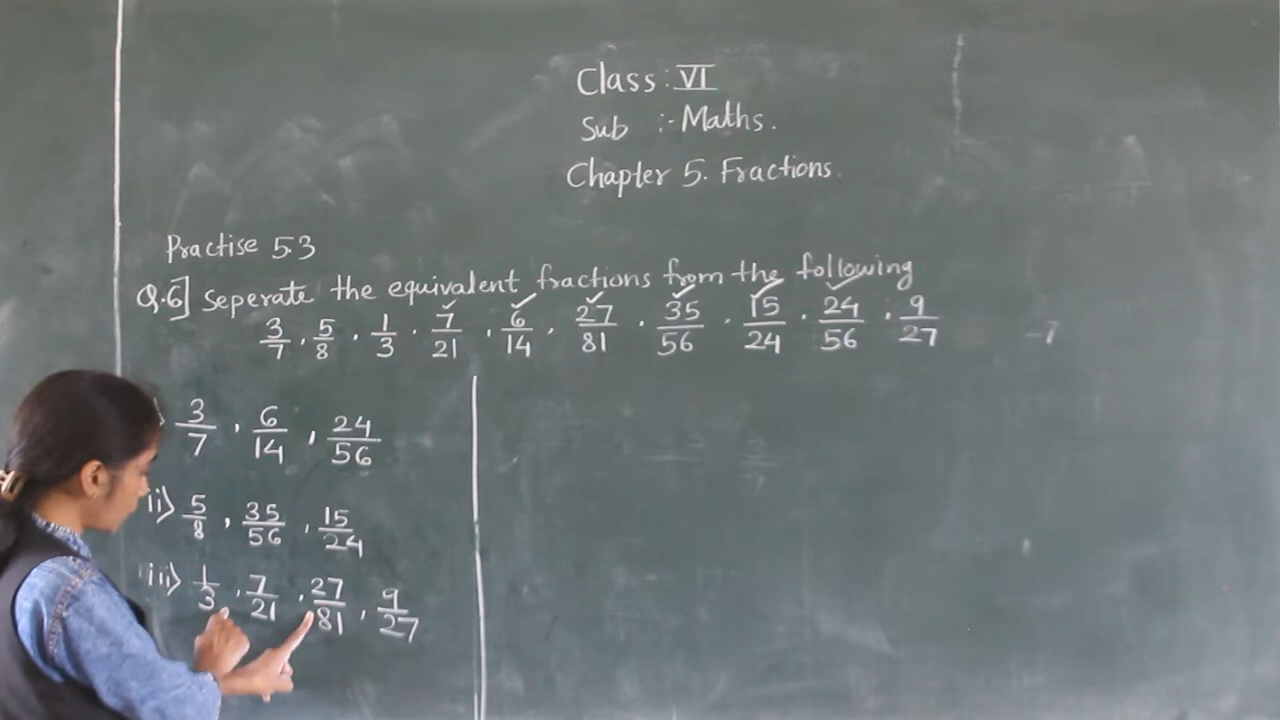 Class : VI
Sub :- Maths.
Chapter 5. Fractions.
Practise 5.3
Q.6] Seperate the equivalent fractions from the following
3/7, 5/8, 1/3, 7/21, 6/14, 27/81, 35/56, 15/24, 24/56, 9/27
3/7, 6/14, 24/56
ii) 5/8, 35/56, 15/24
iii) 1/3, 7/21, 27/81, 9/27